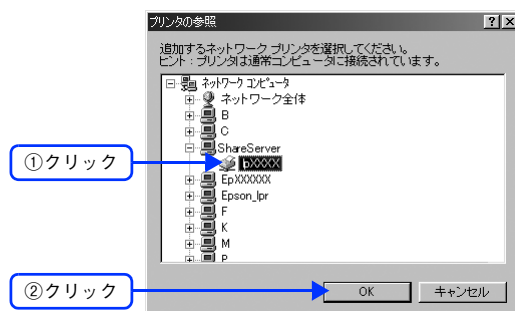 プリンタの参照
追加するネットワーク プリンタを選択してください。
ヒント : プリンタは通常コンピュータに接続されています。
ネットワーク コンピュータ
ネットワーク全体
B
C
ShareServer
①クリック
pXXXX
EpXXXXXX
Epson_lpr
F
K
M
P
②クリック
OK
キャンセル